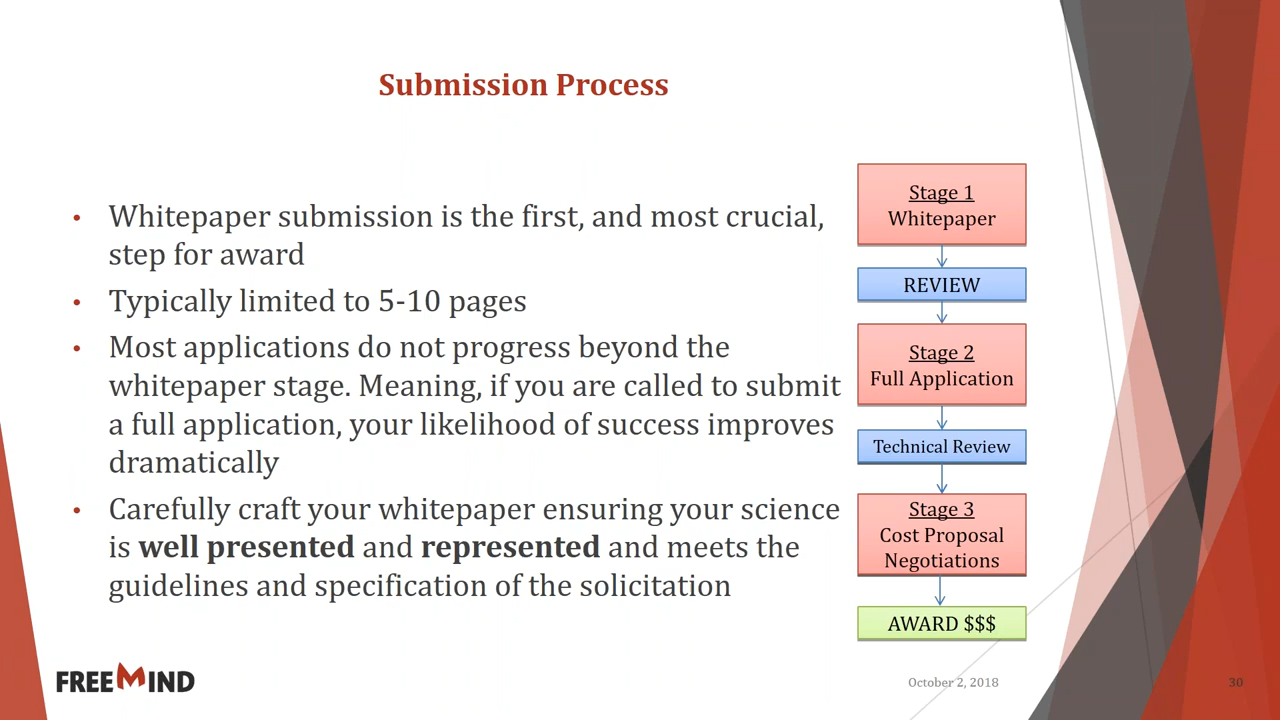 Submission Process
• Whitepaper submission is the first, and most crucial,
step for award
• Typically limited to 5-10 pages
• Most applications do not progress beyond the
whitepaper stage. Meaning, if you are called to submit
a full application, your likelihood of success improves
dramatically
• Carefully craft your whitepaper ensuring your science
is well presented and represented and meets the
guidelines and specification of the solicitation
Stage 1
Whitepaper
REVIEW
Stage 2
Full Application
Technical Review
Stage 3
Cost Proposal
Negotiations
AWARD $$$
FREEMIND
October 2, 2018
30